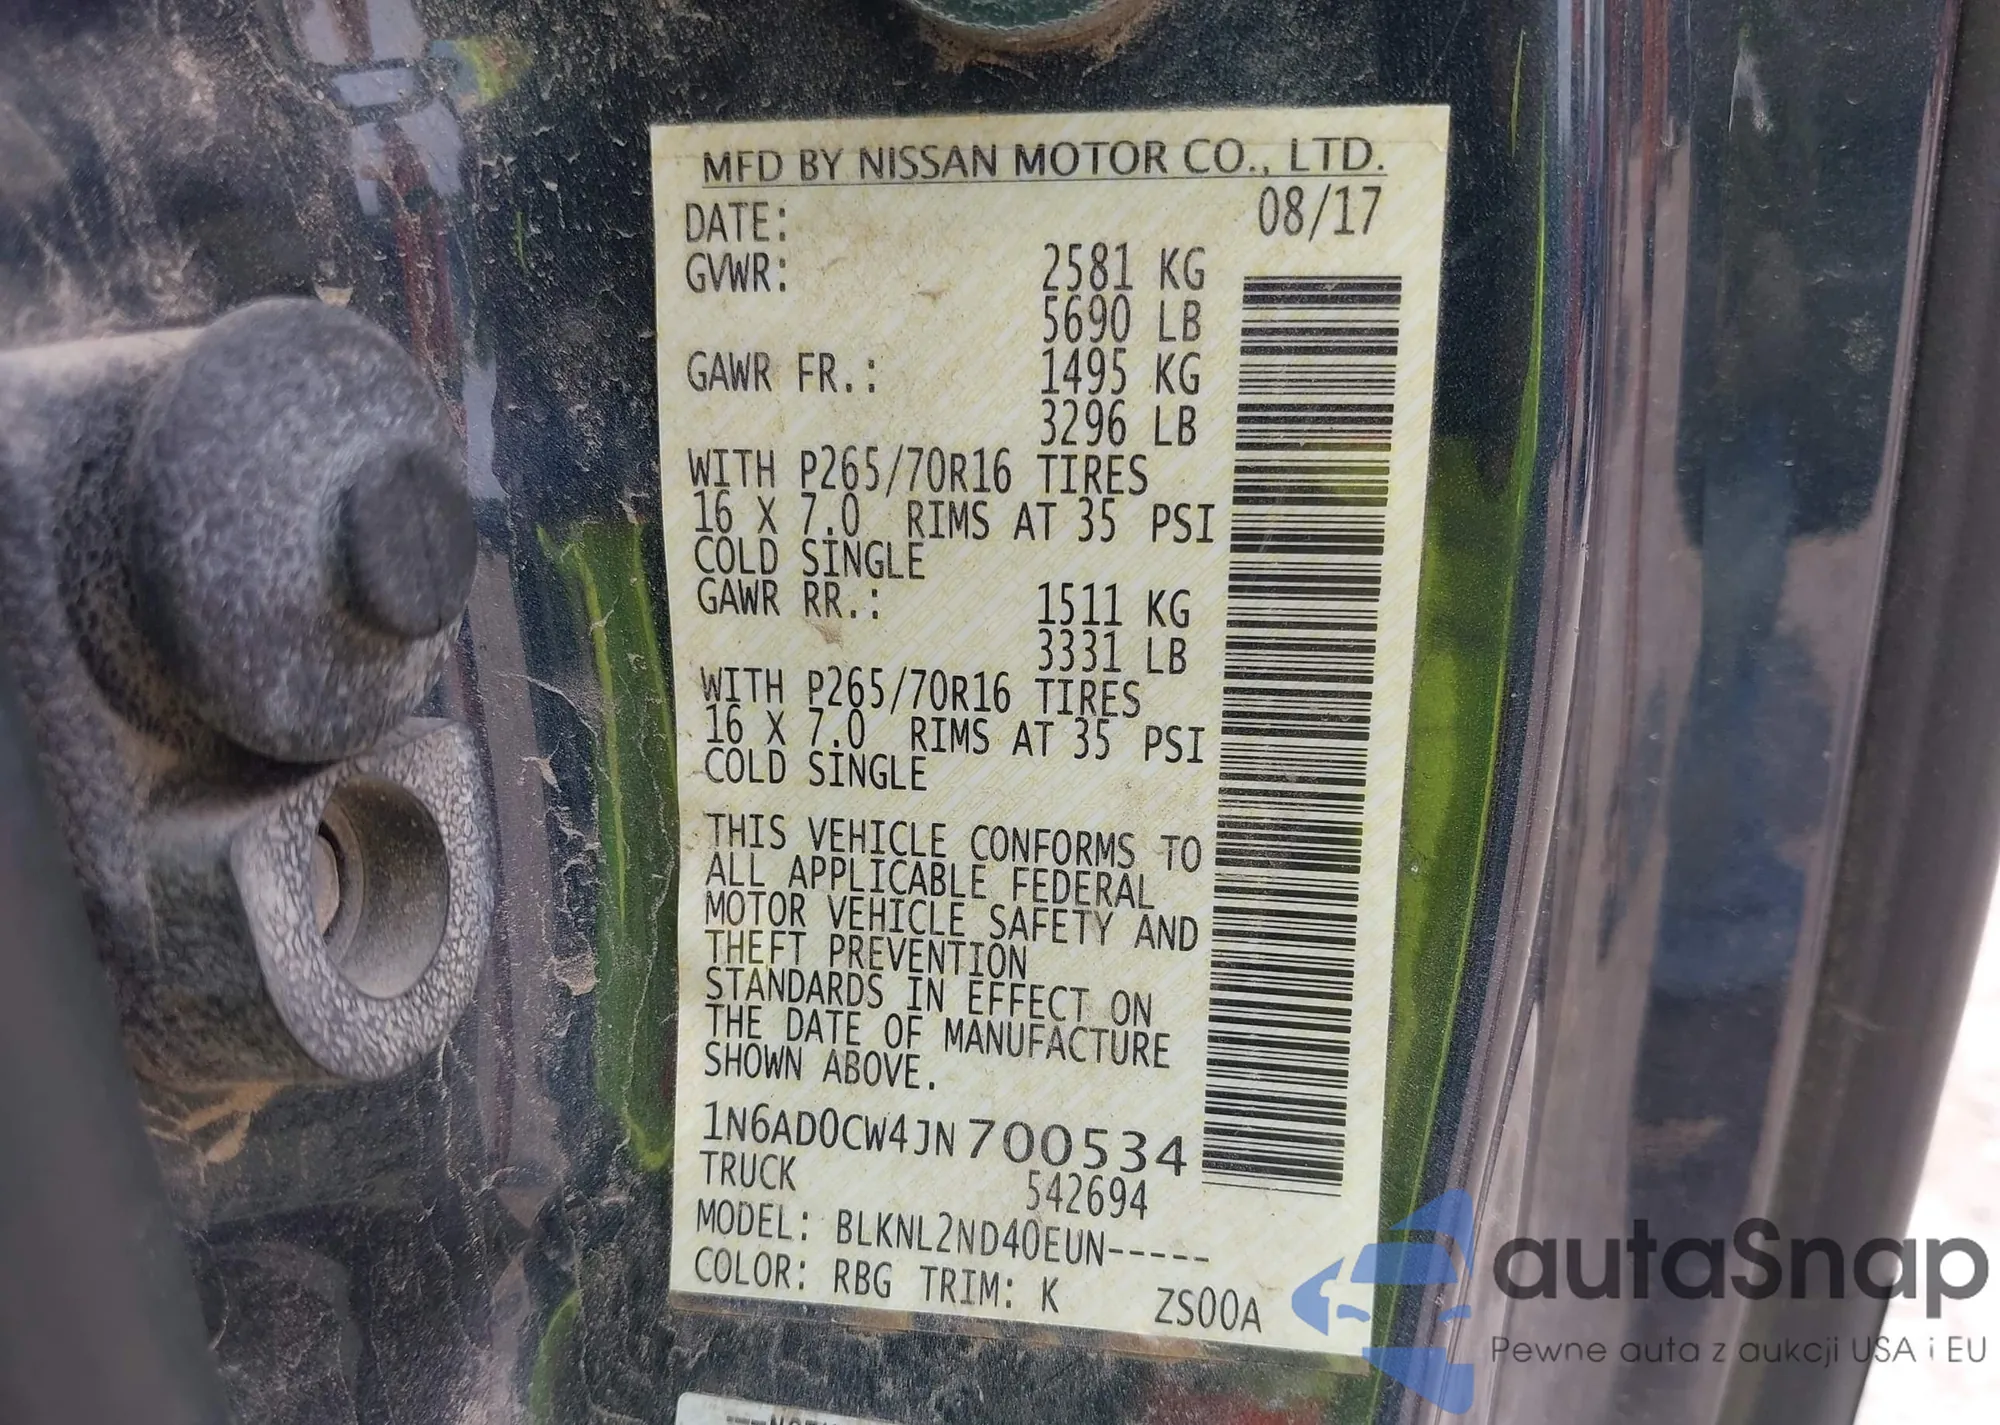 MFD BY NISSAN MOTOR CO., LTD.
DATE: 08/17
GVWR: 2581 KG
5690 LB
GAWR FR.: 1495 KG
3296 LB
WITH P265/70R16 TIRES
16 X 7.0 RIMS AT 35 PSI
COLD SINGLE
GAWR RR.: 1511 KG
3331 LB
WITH P265/70R16 TIRES
16 X 7.0 RIMS AT 35 PSI
COLD SINGLE
THIS VEHICLE CONFORMS TO
ALL APPLICABLE FEDERAL
MOTOR VEHICLE SAFETY AND
THEFT PREVENTION
STANDARDS IN EFFECT ON
THE DATE OF MANUFACTURE
SHOWN ABOVE.
1N6AD0CW4JN700534
TRUCK 542694
MODEL: BLKNL2ND40EUN-----
COLOR: RBG TRIM: K ZS00A
autaSnap
Pewne auta z aukcji USA i EU